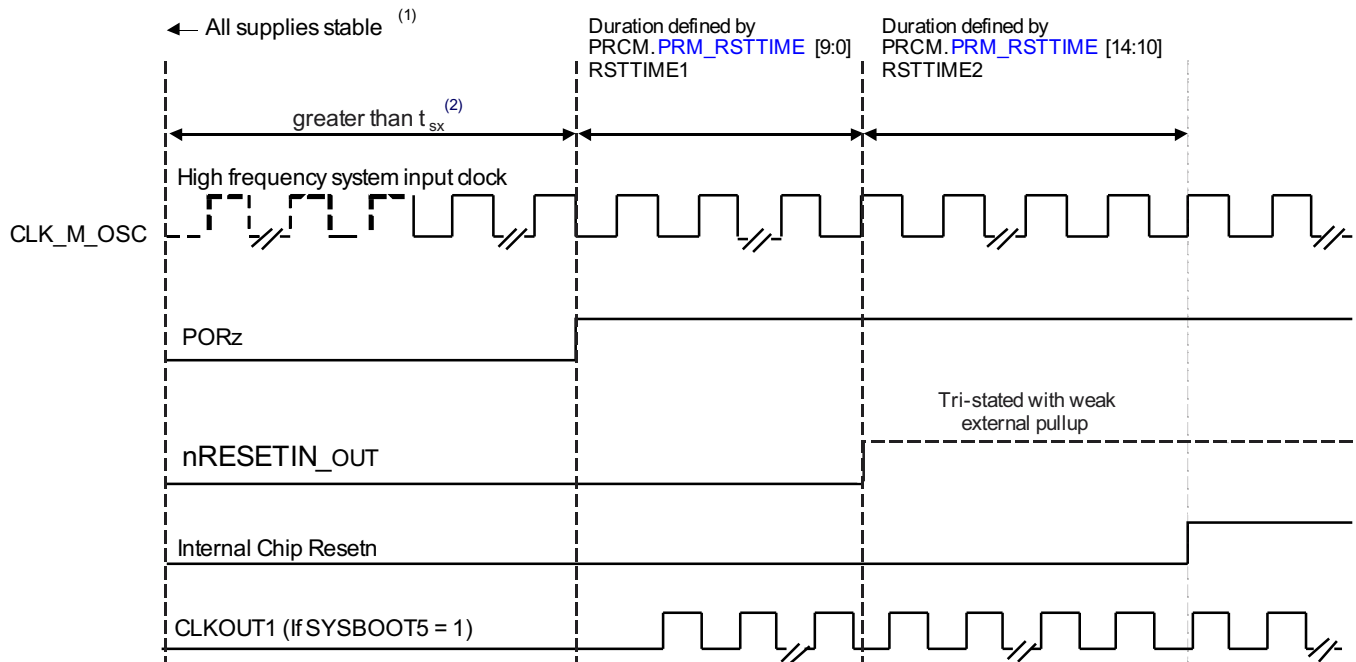 All supplies stable (1)
Duration defined by
PRCM.PRM_RSTTIME [9:0]
RSTTIME1
Duration defined by
PRCM.PRM_RSTTIME [14:10]
RSTTIME2
greater than t sx (2)
High frequency system input clock
CLK_M_OSC
PORz
Tri-stated with weak
external pullup
nRESETIN_OUT
Internal Chip Resetn
CLKOUT1 (If SYSBOOT5 = 1)